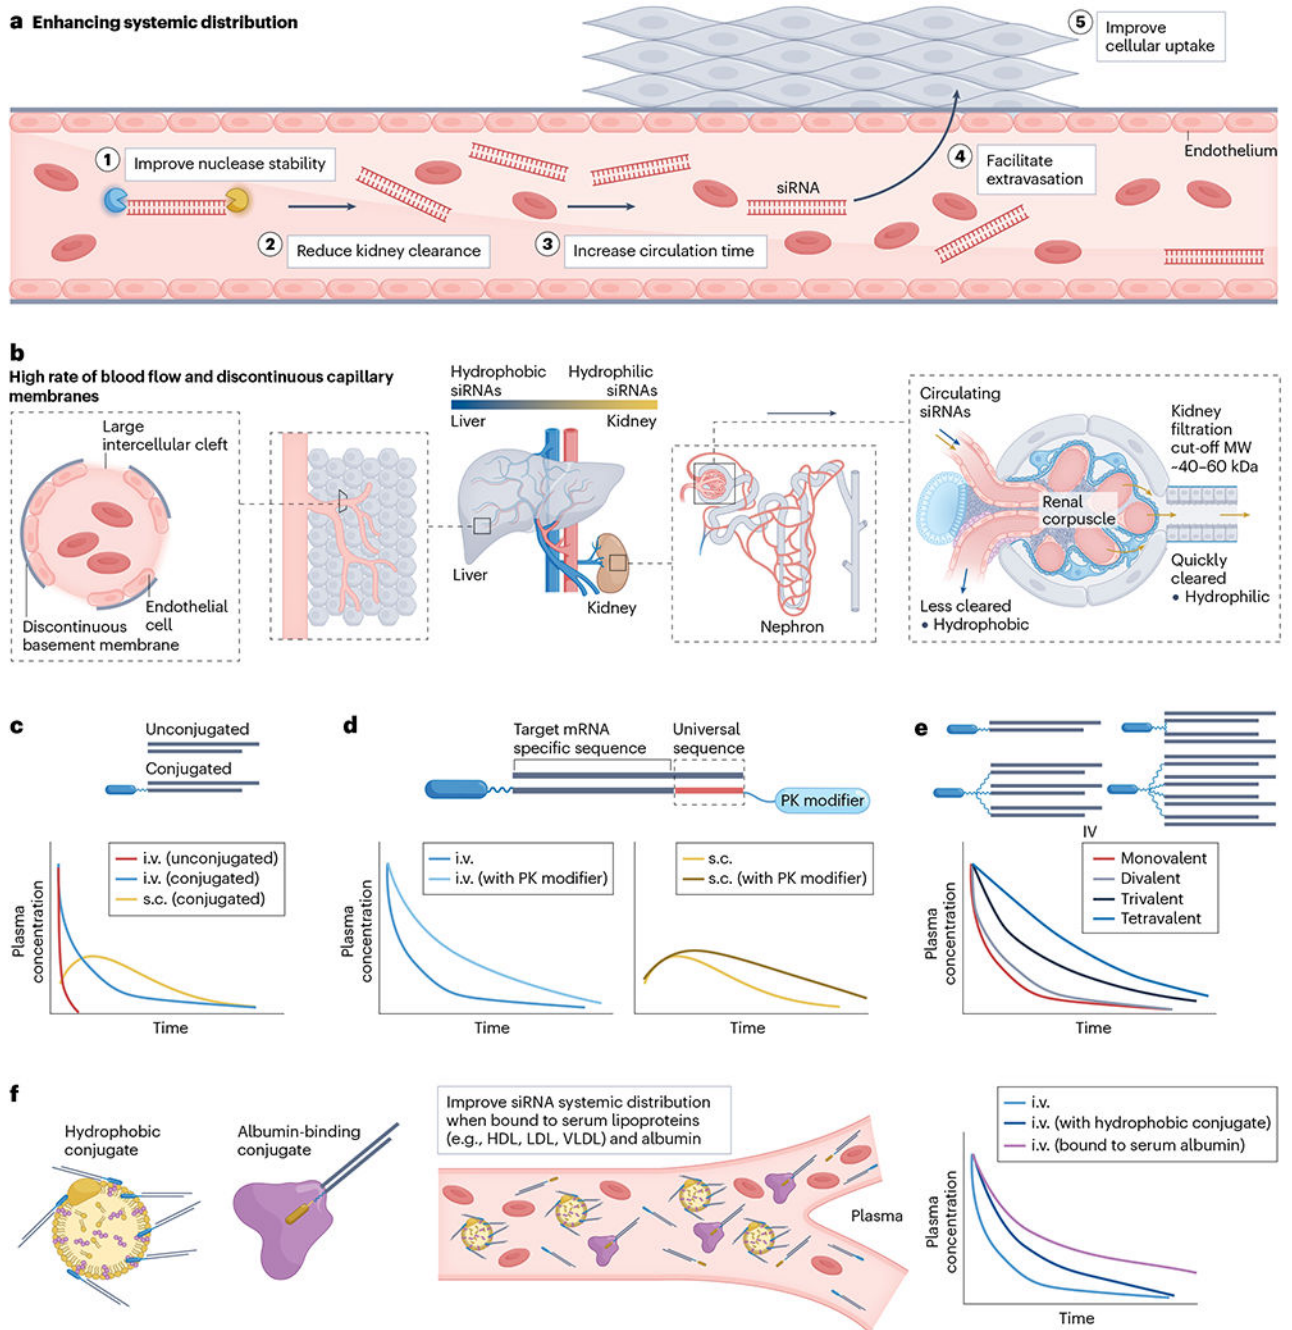 a Enhancing systemic distribution
5
Improve
cellular uptake
1
Improve nuclease stability
siRNA
4
Facilitate
extravasation
Endothelium
2
Reduce kidney clearance
3
Increase circulation time
b
High rate of blood flow and discontinuous capillary
membranes
Large
intercellular cleft
Endothelial
cell
Discontinuous
basement membrane
Hydrophobic
siRNAs
Hydrophilic
siRNAs
Liver
Kidney
Liver
Kidney
Nephron
Circulating
siRNAs
Kidney
filtration
cut-off MW
~40–60 kDa
Renal
corpuscle
Less cleared
• Hydrophobic
Quickly
cleared
• Hydrophilic
c
Unconjugated
Conjugated
i.v. (unconjugated)
i.v. (conjugated)
s.c. (conjugated)
Plasma
concentration
Time
d
Target mRNA
specific sequence
Universal
sequence
PK modifier
i.v.
i.v. (with PK modifier)
Plasma
concentration
Time
s.c.
s.c. (with PK modifier)
Time
e
IV
Monovalent
Divalent
Trivalent
Tetravalent
Plasma
concentration
Time
f
Hydrophobic
conjugate
Albumin-binding
conjugate
Improve siRNA systemic distribution
when bound to serum lipoproteins
(e.g., HDL, LDL, VLDL) and albumin
Plasma
i.v.
i.v. (with hydrophobic conjugate)
i.v. (bound to serum albumin)
Plasma
concentration
Time